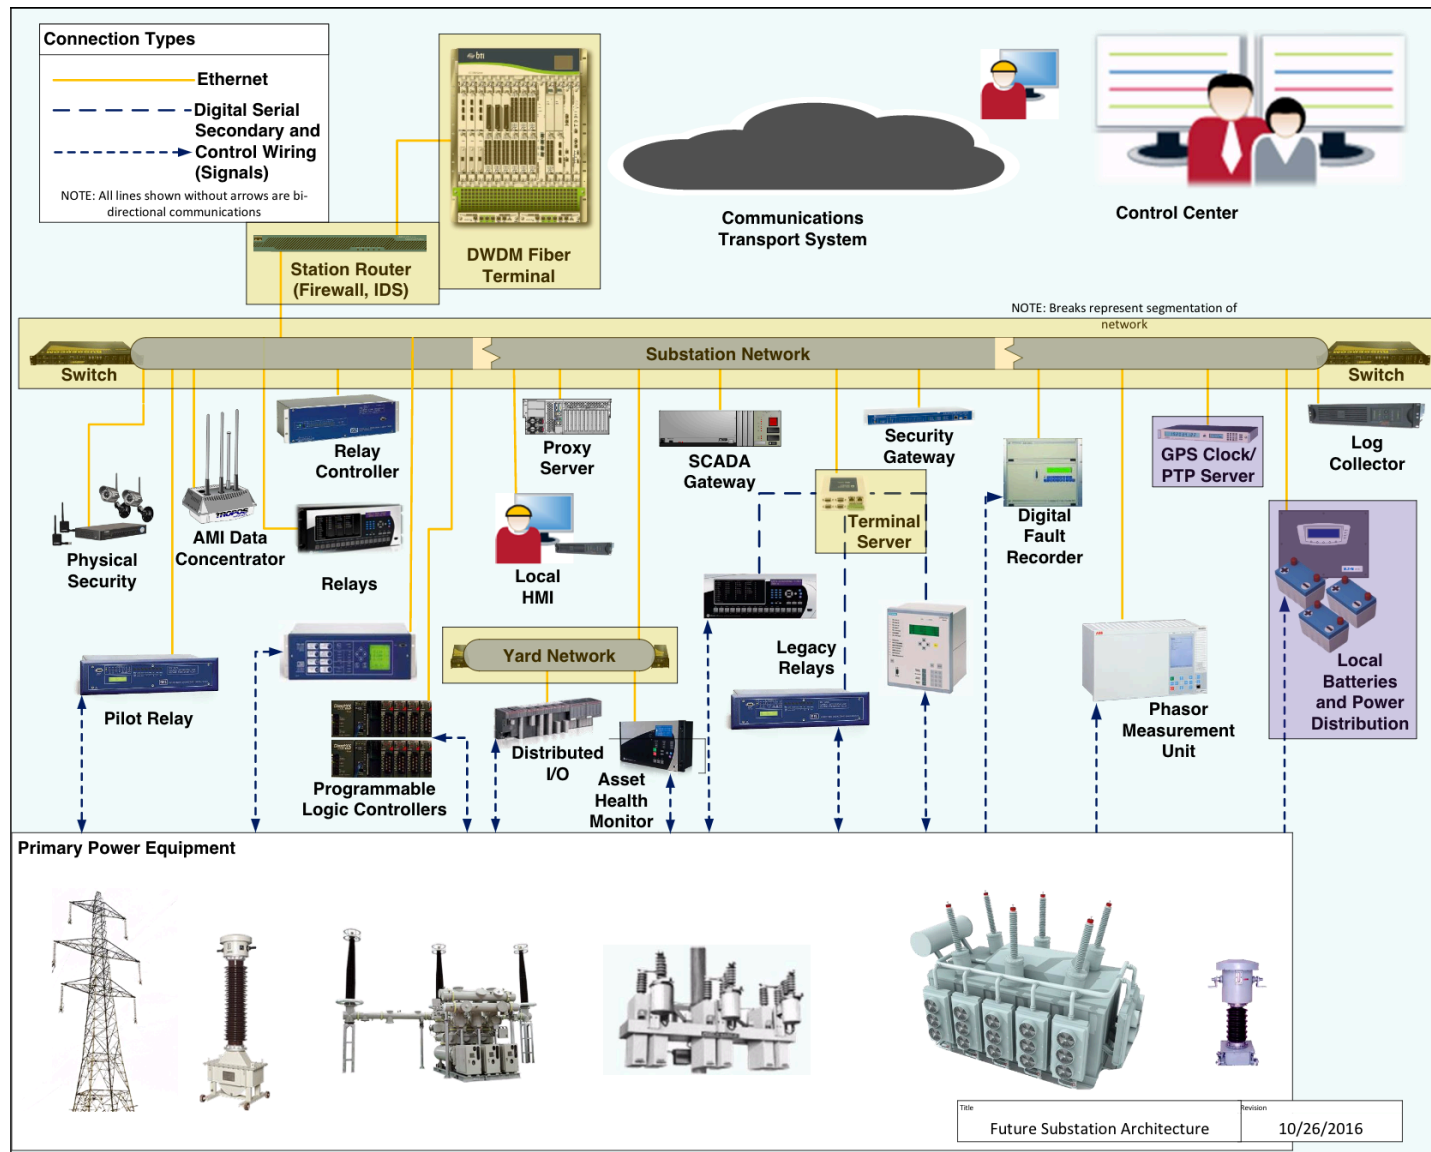 Connection Types
Ethernet
Digital Serial
Secondary and
Control Wiring
(Signals)
NOTE: All lines shown without arrows are bi-
directional communications
bti
DWDM Fiber
Terminal
Station Router
(Firewall, IDS)
Communications
Transport System
Control Center
NOTE: Breaks represent segmentation of
network
Substation Network
Switch
Switch
Relay
Controller
Proxy
Server
SCADA
Gateway
Security
Gateway
GPS Clock/
PTP Server
Log
Collector
TROPOS
AMI Data
Concentrator
Physical
Security
Relays
Local
HMI
Terminal
Server
Digital
Fault
Recorder
Yard Network
Legacy
Relays
Local
Batteries
and Power
Distribution
Pilot Relay
Phasor
Measurement
Unit
Distributed
I/O
Asset
Health
Monitor
Programmable
Logic Controllers
Primary Power Equipment
Title
Future Substation Architecture
Revision
10/26/2016